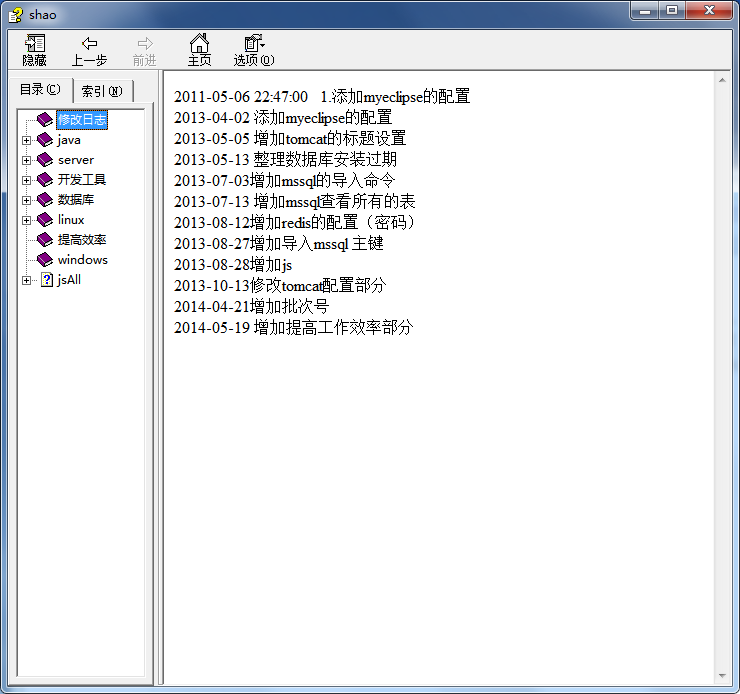 shao
隐藏 上一步 前进 主页 选项(O)
目录(C) 索引(N)
修改日志
java
server
开发工具
数据库
linux
提高效率
windows
jsAll
2011-05-06 22:47:00 1.添加myeclipse的配置
2013-04-02 添加myeclipse的配置
2013-05-05 增加tomcat的标题设置
2013-05-13 整理数据库安装过期
2013-07-03增加mssql的导入命令
2013-07-13 增加mssql查看所有的表
2013-08-12增加redis的配置（密码）
2013-08-27增加导入mssql 主键
2013-08-28增加js
2013-10-13修改tomcat配置部分
2014-04-21增加批次号
2014-05-19 增加提高工作效率部分